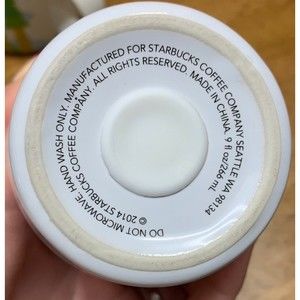 DO NOT MICROWAVE. HAND WASH ONLY. MANUFACTURED FOR STARBUCKS COFFEE COMPANY SEATTLE WA 98134
© 2014 STARBUCKS COFFEE COMPANY. ALL RIGHTS RESERVED. MADE IN CHINA. 9 fl oz/266 mL